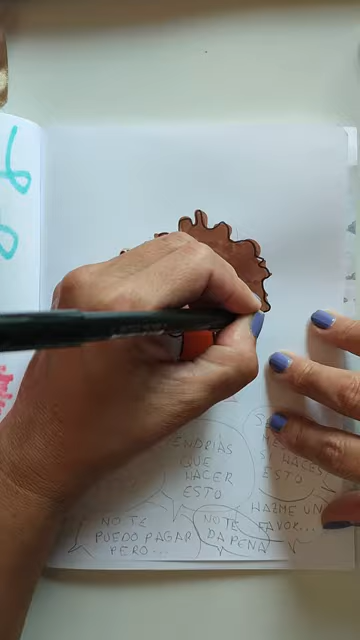 ENDRÍAS
QUE
HACER
ESTO
ME
SI HACES
ESTO
HAZME UN
FAVOR...
NO TE
PUEDO PAGAR
PERO...
NO TE
DA PENA